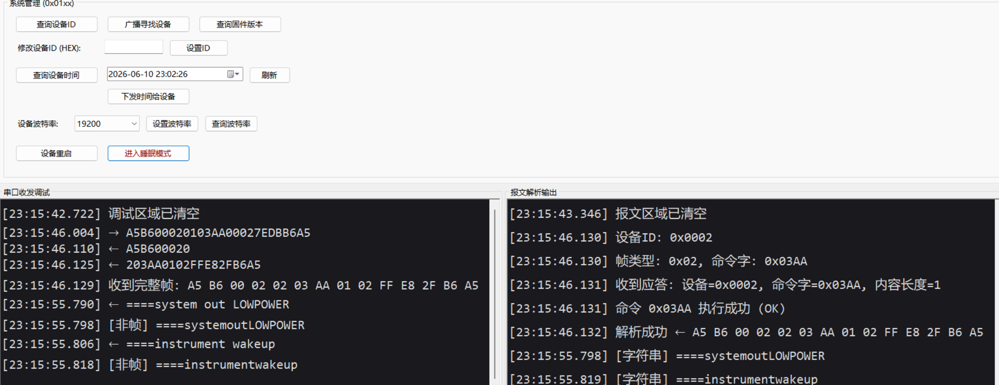 系统管理 (0x01xx)
查询设备ID 广播寻找设备 查询固件版本
修改设备ID (HEX): 设置ID
查询设备时间 2026-06-10 23:02:26 刷新
下发时间给设备
设备波特率: 19200 设置波特率 查询波特率
设备重启 进入睡眠模式
串口收发调试
[23:15:42.722] 调试区域已清空
[23:15:46.004] → A5B600020103AA00027EDBB6A5
[23:15:46.110] ← A5B600020
[23:15:46.125] ← 203AA0102FFE82FB6A5
[23:15:46.129] 收到完整帧: A5 B6 00 02 02 03 AA 01 02 FF E8 2F B6 A5
[23:15:55.790] ← ====system out LOWPOWER
[23:15:55.798] [非帧] ====systemoutLOWPOWER
[23:15:55.806] ← ====instrument wakeup
[23:15:55.818] [非帧] ====instrumentwakeup
报文解析输出
[23:15:43.346] 报文区域已清空
[23:15:46.130] 设备ID: 0x0002
[23:15:46.130] 帧类型: 0x02, 命令字: 0x03AA
[23:15:46.131] 收到应答: 设备=0x0002, 命令字=0x03AA, 内容长度=1
[23:15:46.131] 命令 0x03AA 执行成功 (OK)
[23:15:46.132] 解析成功 ← A5 B6 00 02 02 03 AA 01 02 FF E8 2F B6 A5
[23:15:55.798] [字符串] ====systemoutLOWPOWER
[23:15:55.819] [字符串] ====instrumentwakeup